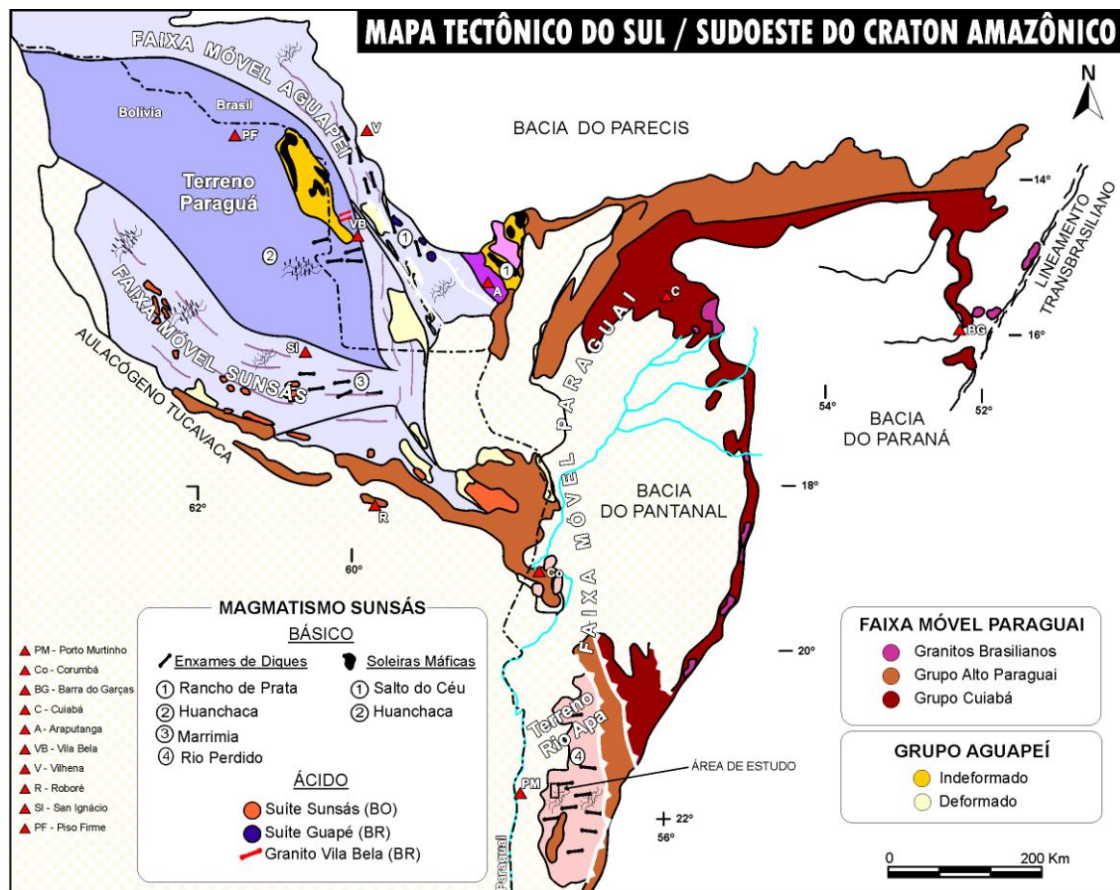 MAPA TECTÔNICO DO SUL / SUDOESTE DO CRATON AMAZÔNICO
FAIXA MÓVEL AGUAPEI
N
Bolívia
Brasil
PF
V
BACIA DO PARECIS
Terreno
Paraguá
14°
VB
1
1
2
A
C
LINEAMENTO
TRANSBRASILIANO
BG
16°
SI
FAIXA MÓVEL SUNSÁS
3
AULACÓGENO TUCAVACA
FAIXA MÓVEL PARAGUAI
54°
52°
BACIA
DO PARANÁ
62°
R
BACIA
DO PANTANAL
18°
60°
Co
20°
Terreno
Rio Apa
4
PM
ÁREA DE ESTUDO
22°
56°
Paraguai
MAGMATISMO SUNSÁS
BÁSICO
Enxames de Diques
1 Rancho de Prata
2 Huanchaca
3 Marrimia
4 Rio Perdido
Soleiras Máficas
1 Salto do Céu
2 Huanchaca
ÁCIDO
Suíte Sunsás (BO)
Suíte Guapé (BR)
Granito Vila Bela (BR)
PM - Porto Murtinho
Co - Corumbá
BG - Barra do Garças
C - Cuiabá
A - Araputanga
VB - Vila Bela
V - Vilhena
R - Roboré
SI - San Ignácio
PF - Piso Firme
FAIXA MÓVEL PARAGUAI
Granitos Brasilianos
Grupo Alto Paraguai
Grupo Cuiabá
GRUPO AGUAPEÍ
Indeformado
Deformado
0 200 Km